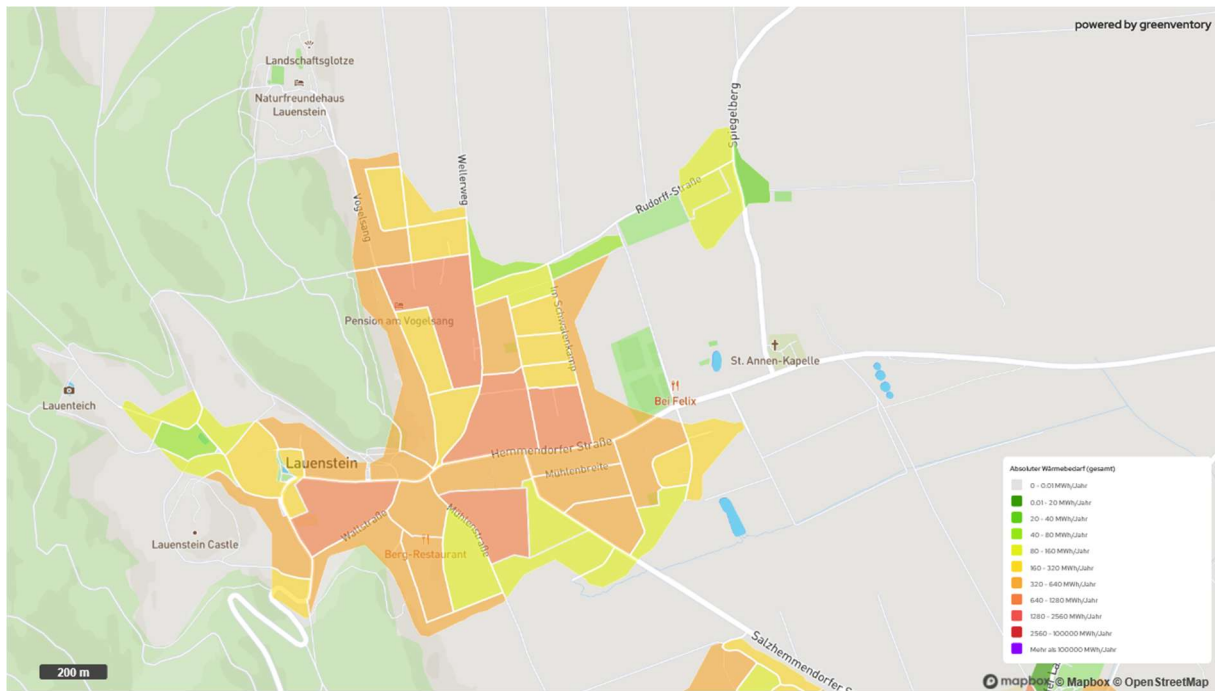 powered by greenventory
Landschaftsglotze
Naturfreundehaus
Lauenstein
Spiegelberg
Wellerweg
Rudorff-Straße
Vogelsang
Im Schwalenkamp
Pension am Vogelsang
St. Annen-Kapelle
Lauenteich
Bei Felix
Hemmendorfer Straße
Lauenstein
Mühlenbreite
Mühlenstraße
Wallstraße
Lauenstein Castle
Berg-Restaurant
Absoluter Wärmebedarf (gesamt)
0 - 0.01 MWh/Jahr
0.01 - 20 MWh/Jahr
20 - 40 MWh/Jahr
40 - 80 MWh/Jahr
80 - 160 MWh/Jahr
160 - 320 MWh/Jahr
320 - 640 MWh/Jahr
640 - 1280 MWh/Jahr
1280 - 2560 MWh/Jahr
2560 - 100000 MWh/Jahr
Mehr als 100000 MWh/Jahr
Salzhemmendorfer S
200 m
mapbox © Mapbox © OpenStreetMap